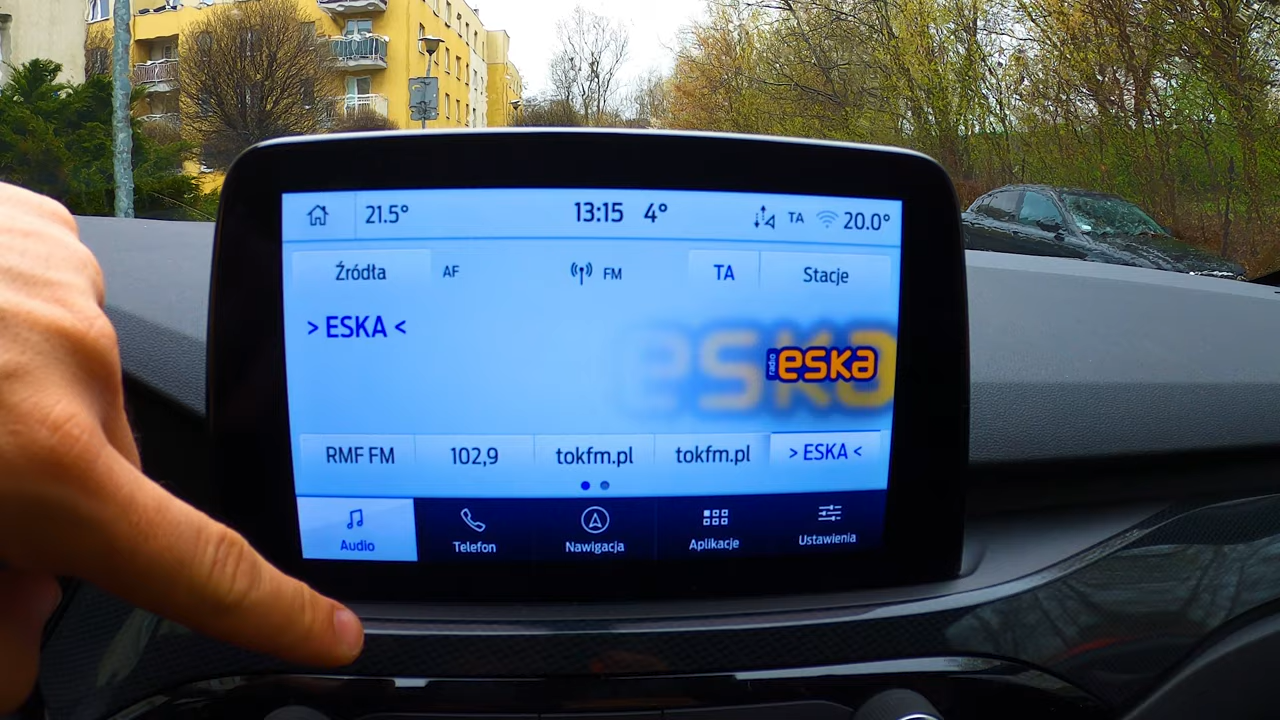 21.5° 13:15 4° TA 20.0°
Źródła AF FM TA Stacje
> ESKA <
eska
radio eska
RMF FM 102,9 tokfm.pl tokfm.pl > ESKA <
Audio Telefon Nawigacja Aplikacje Ustawienia